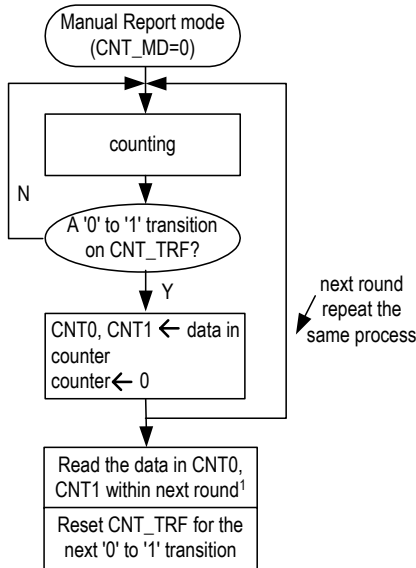 Manual Report mode
(CNT_MD=0)
counting
N
A '0' to '1' transition
on CNT_TRF?
Y
next round
repeat the
same process
CNT0, CNT1 ← data in
counter
counter← 0
Read the data in CNT0,
CNT1 within next round¹
Reset CNT_TRF for the
next '0' to '1' transition